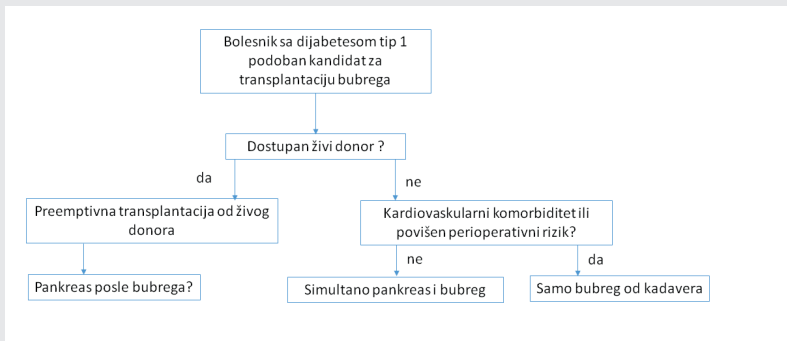 Bolesnik sa dijabetesom tip 1
podoban kandidat za
transplantaciju bubrega
Dostupan živi donor ?
da
ne
Preemptivna transplantacija od živog
donora
Kardiovaskularni komorbiditet ili
povišen perioperativni rizik?
ne
da
Pankreas posle bubrega?
Simultano pankreas i bubreg
Samo bubreg od kadavera